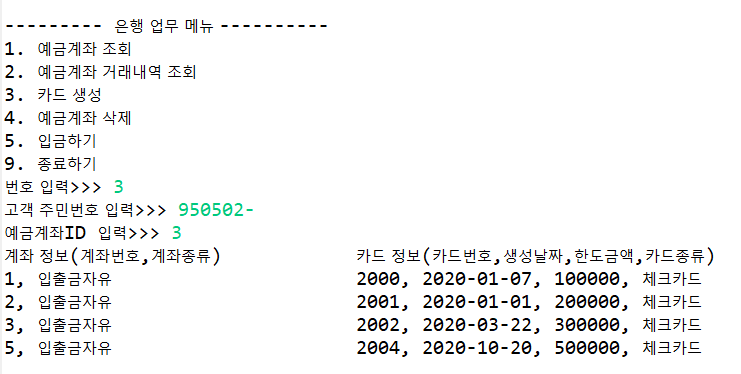 --------- 은행 업무 메뉴 ----------
1. 예금계좌 조회
2. 예금계좌 거래내역 조회
3. 카드 생성
4. 예금계좌 삭제
5. 입금하기
9. 종료하기
번호 입력>>> 3
고객 주민번호 입력>>> 950502-
예금계좌ID 입력>>> 3
계좌 정보(계좌번호,계좌종류) 카드 정보(카드번호,생성날짜,한도금액,카드종류)
1, 입출금자유 2000, 2020-01-07, 100000, 체크카드
2, 입출금자유 2001, 2020-01-01, 200000, 체크카드
3, 입출금자유 2002, 2020-03-22, 300000, 체크카드
5, 입출금자유 2004, 2020-10-20, 500000, 체크카드